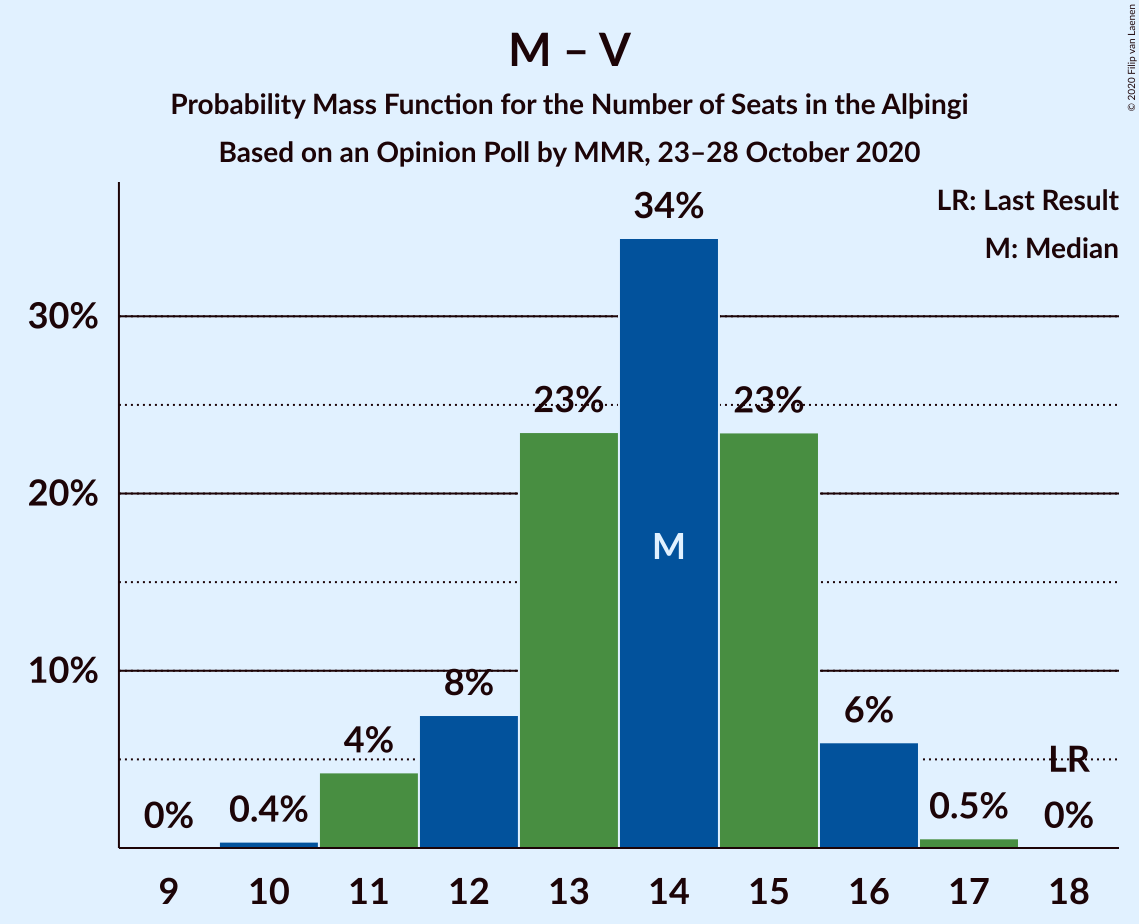 M – V
Probability Mass Function for the Number of Seats in the Alþingi
Based on an Opinion Poll by MMR, 23–28 October 2020
© 2020 Filip van Laenen
LR: Last Result
M: Median
30%
20%
10%
0%
0.4%
4%
8%
23%
34%
M
23%
6%
0.5%
LR
0%
9 10 11 12 13 14 15 16 17 18